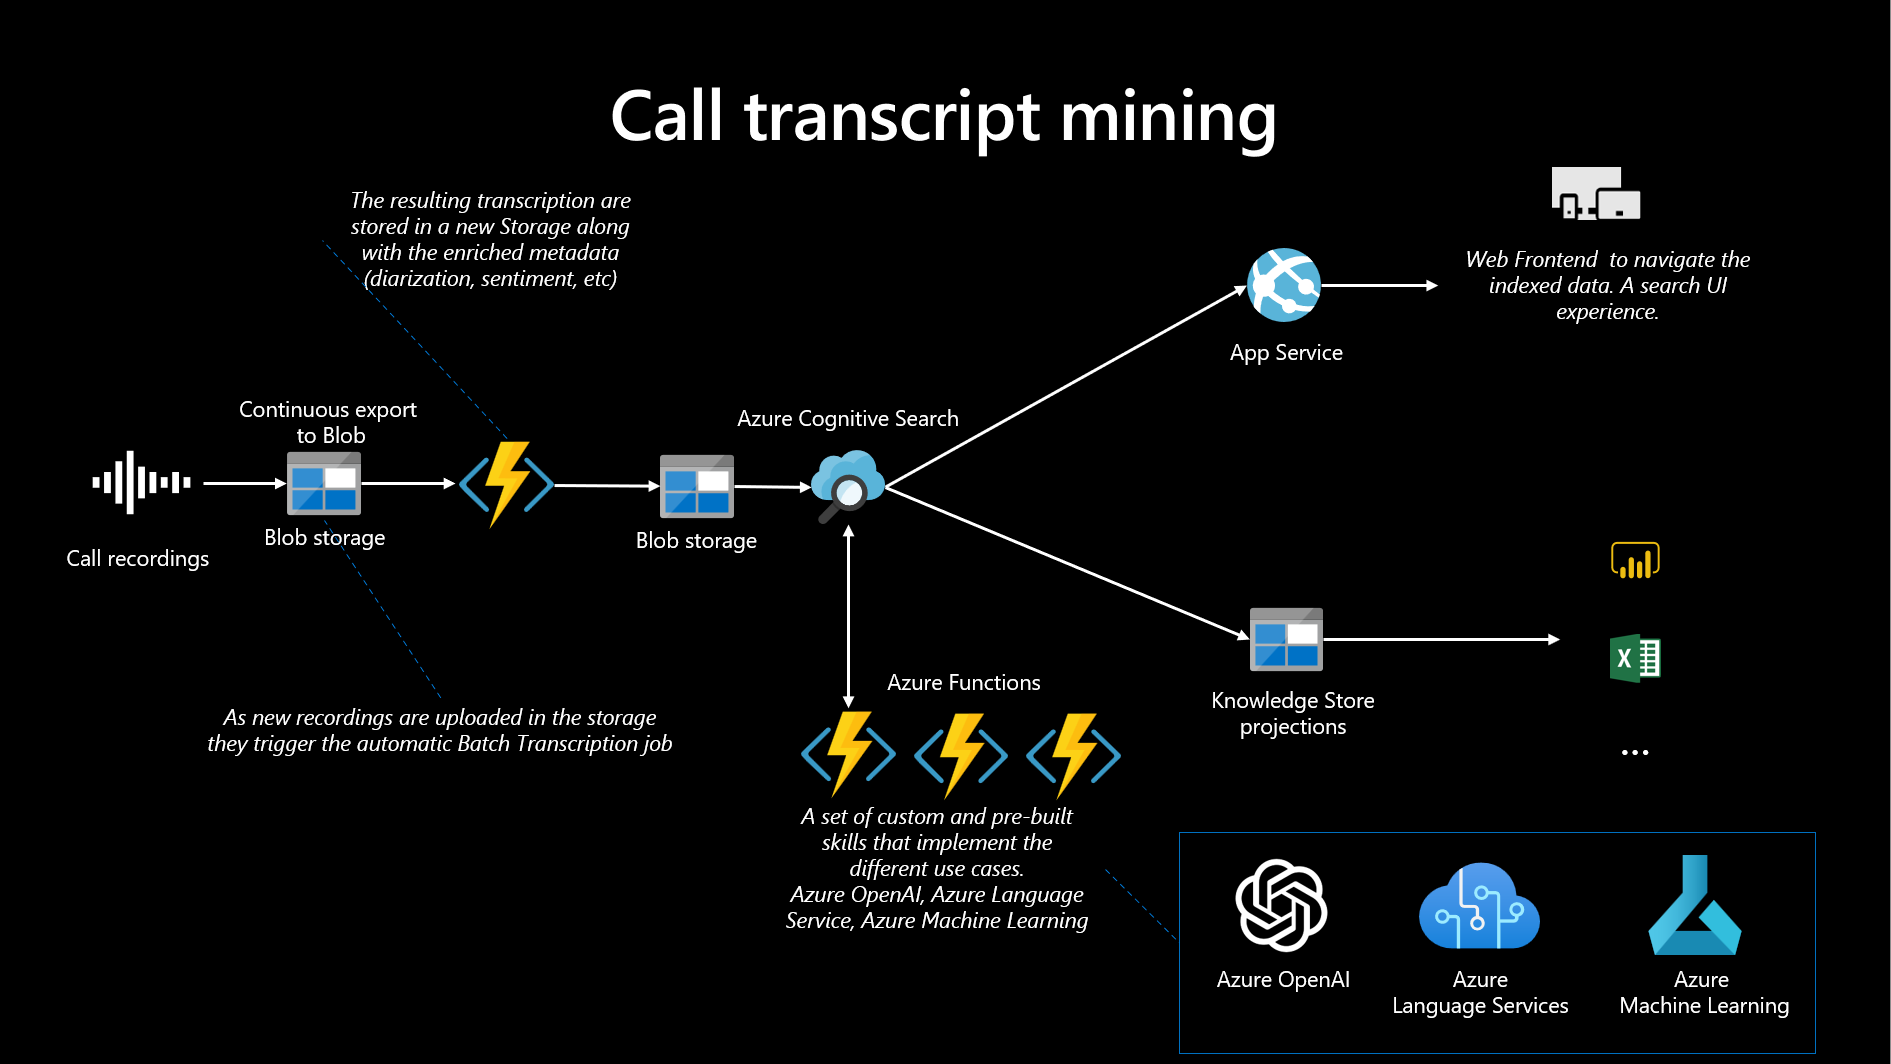 Call transcript mining
The resulting transcription are
stored in a new Storage along
with the enriched metadata
(diarization, sentiment, etc)
Web Frontend  to navigate the
indexed data. A search UI
experience.
App Service
Continuous export
to Blob
Azure Cognitive Search
Blob storage
Blob storage
Call recordings
X
Azure Functions
Knowledge Store
projections
As new recordings are uploaded in the storage
they trigger the automatic Batch Transcription job
...
A set of custom and pre-built
skills that implement the
different use cases.
Azure OpenAI, Azure Language
Service, Azure Machine Learning
Azure OpenAI
Azure
Language Services
Azure
Machine Learning